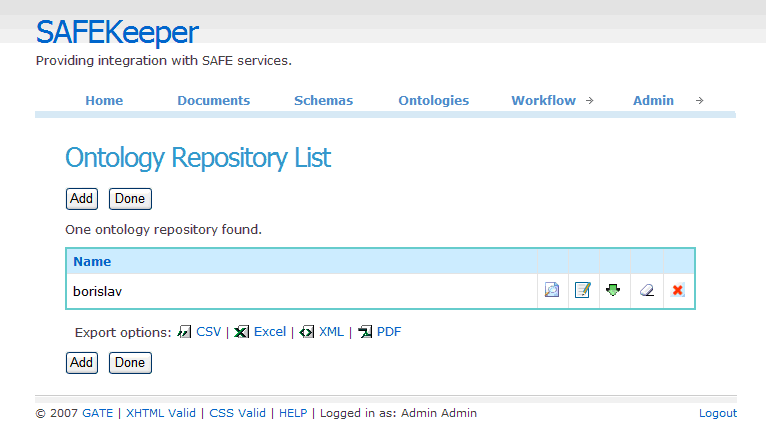 SAFEKeeper
Providing integration with SAFE services.
Home Documents Schemas Ontologies Workflow Admin
Ontology Repository List
Add Done
One ontology repository found.
Name
borislav
Export options: CSV | Excel | XML | PDF
Add Done
© 2007 GATE | XHTML Valid | CSS Valid | HELP | Logged in as: Admin Admin Logout